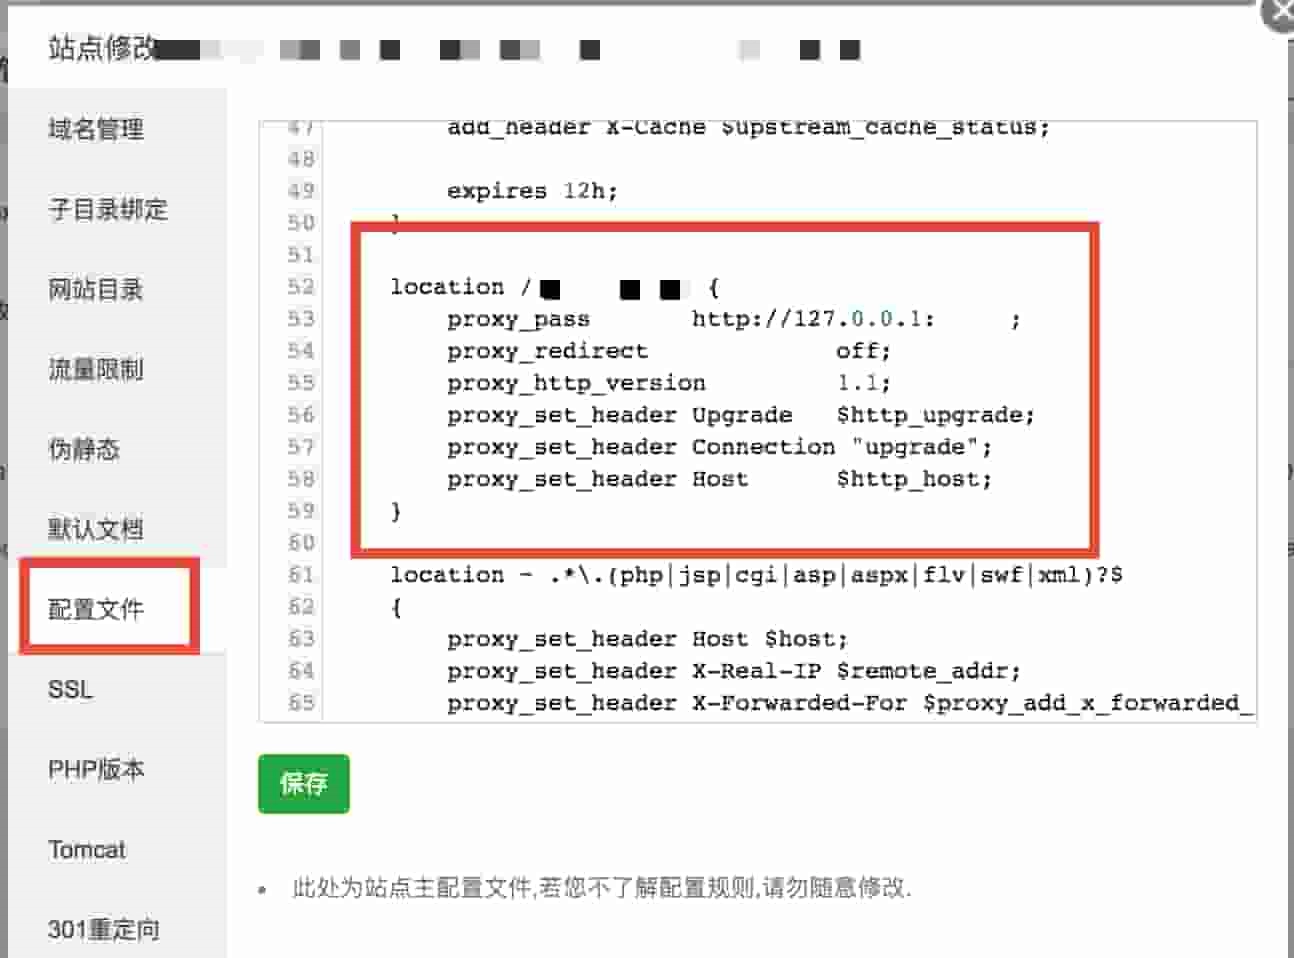 站点修改
域名管理
子目录绑定
网站目录
流量限制
伪静态
默认文档
配置文件
SSL
PHP版本
Tomcat
301重定向
47 add_header X-Cache $upstream_cache_status;
48
49 expires 12h;
50 }
51
52 location / {
53 proxy_pass http://127.0.0.1: ;
54 proxy_redirect off;
55 proxy_http_version 1.1;
56 proxy_set_header Upgrade $http_upgrade;
57 proxy_set_header Connection "upgrade";
58 proxy_set_header Host $http_host;
59 }
60
61 location ~ .*\.(php|jsp|cgi|asp|aspx|flv|swf|xml)?$
62 {
63 proxy_set_header Host $host;
64 proxy_set_header X-Real-IP $remote_addr;
65 proxy_set_header X-Forwarded-For $proxy_add_x_forwarded_
保存
此处为站点主配置文件,若您不了解配置规则,请勿随意修改.